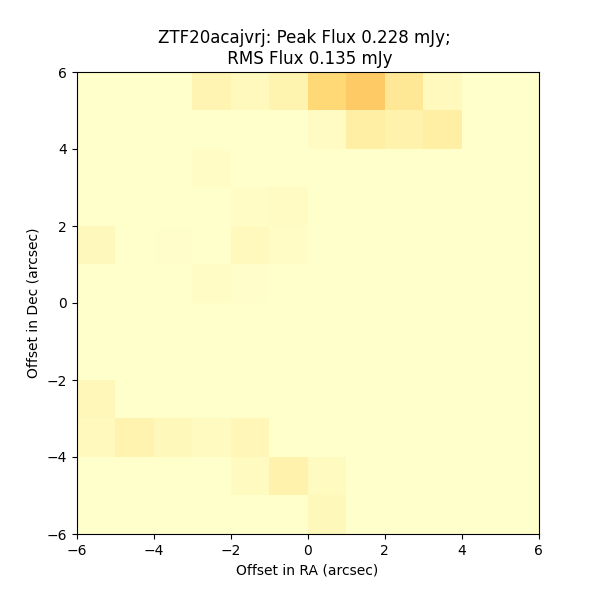 ZTF20acajvrj: Peak Flux 0.228 mJy;
RMS Flux 0.135 mJy
6
4
2
0
−2
−4
−6
Offset in Dec (arcsec)
−6 −4 −2 0 2 4 6
Offset in RA (arcsec)